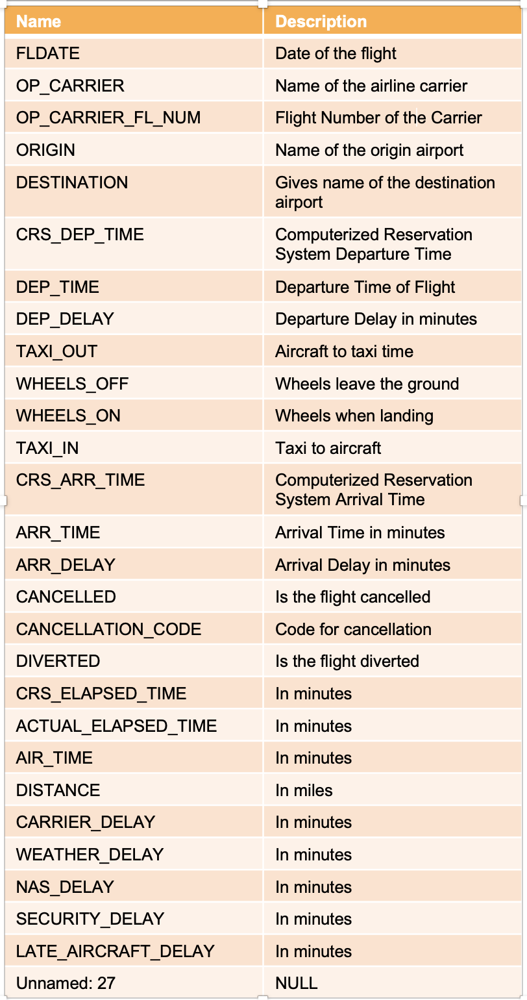 Name Description
FLDATE Date of the flight
OP_CARRIER Name of the airline carrier
OP_CARRIER_FL_NUM Flight Number of the Carrier
ORIGIN Name of the origin airport
DESTINATION Gives name of the destination
airport
CRS_DEP_TIME Computerized Reservation
System Departure Time
DEP_TIME Departure Time of Flight
DEP_DELAY Departure Delay in minutes
TAXI_OUT Aircraft to taxi time
WHEELS_OFF Wheels leave the ground
WHEELS_ON Wheels when landing
TAXI_IN Taxi to aircraft
CRS_ARR_TIME Computerized Reservation
System Arrival Time
ARR_TIME Arrival Time in minutes
ARR_DELAY Arrival Delay in minutes
CANCELLED Is the flight cancelled
CANCELLATION_CODE Code for cancellation
DIVERTED Is the flight diverted
CRS_ELAPSED_TIME In minutes
ACTUAL_ELAPSED_TIME In minutes
AIR_TIME In minutes
DISTANCE In miles
CARRIER_DELAY In minutes
WEATHER_DELAY In minutes
NAS_DELAY In minutes
SECURITY_DELAY In minutes
LATE_AIRCRAFT_DELAY In minutes
Unnamed: 27 NULL